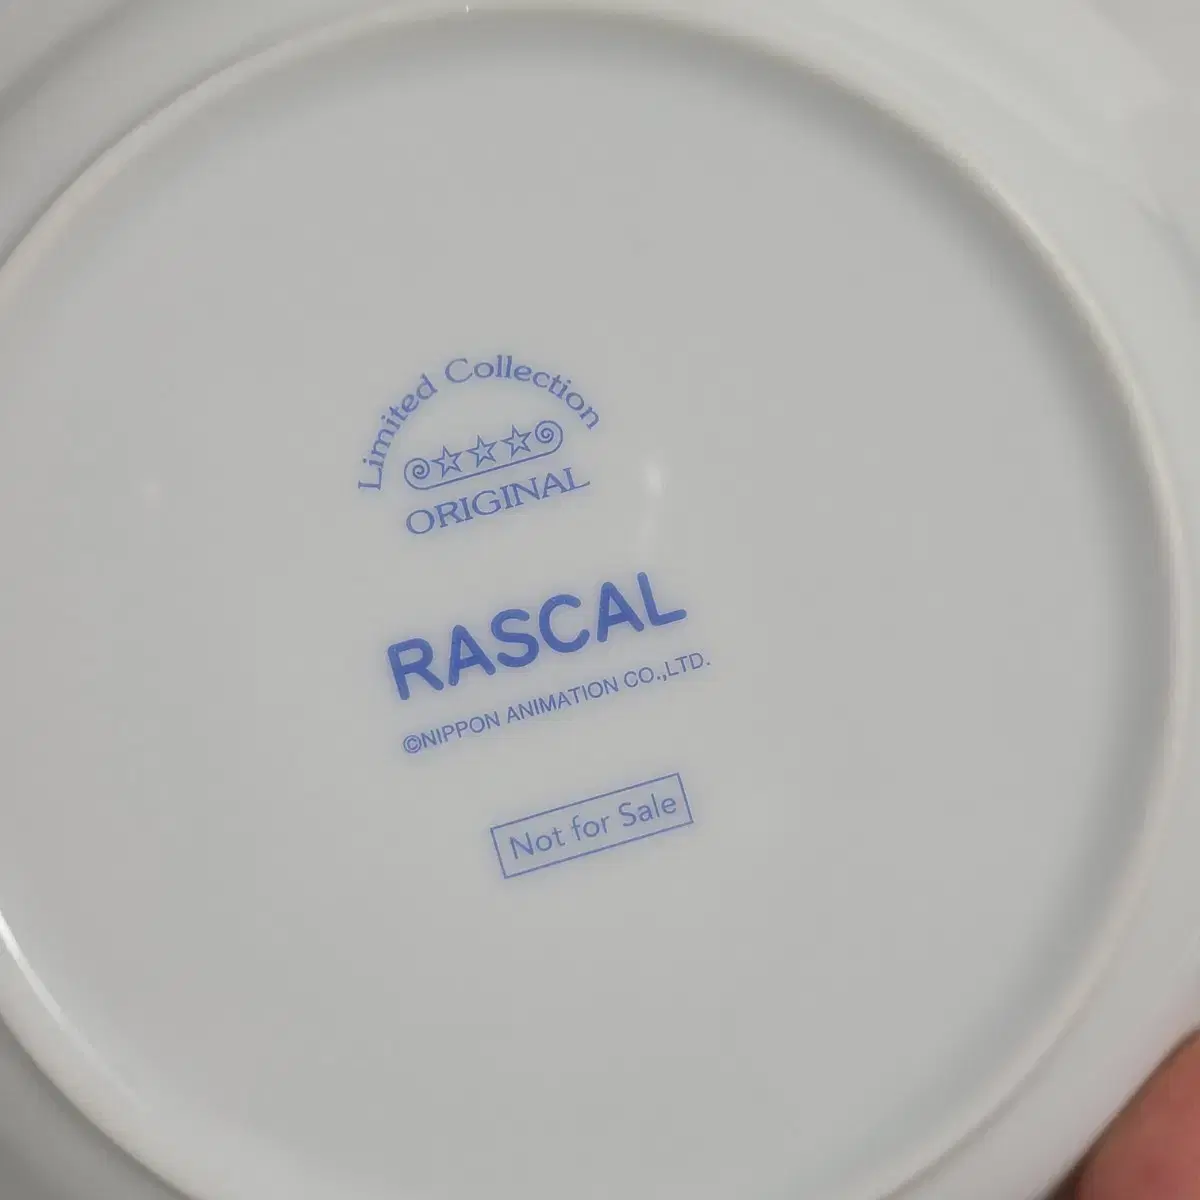 Limited Collection
☆☆☆
ORIGINAL
RASCAL
©NIPPON ANIMATION CO.,LTD.
Not for Sale